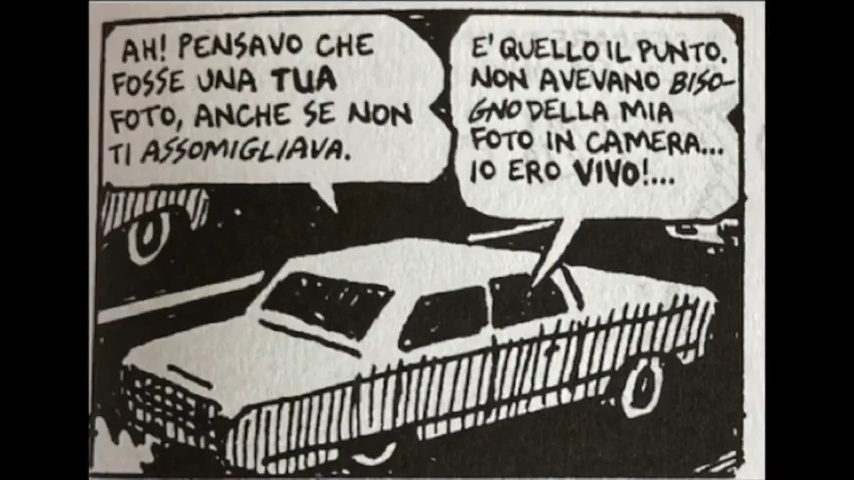 AH! PENSAVO CHE
FOSSE UNA TUA
FOTO, ANCHE SE NON
TI ASSOMIGLIAVA.
E' QUELLO IL PUNTO.
NON AVEVANO BISO-
GNO DELLA MIA
FOTO IN CAMERA...
IO ERO VIVO!...